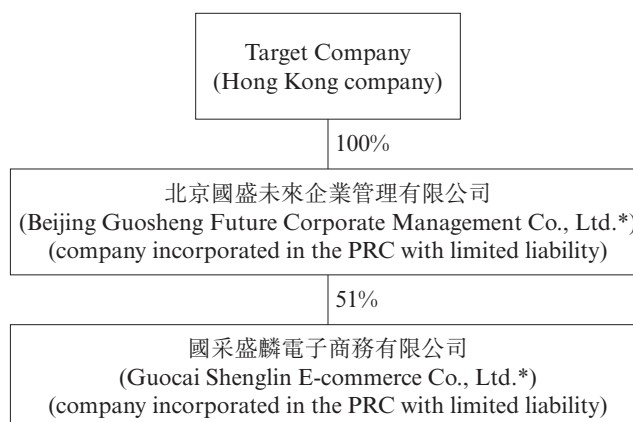 Target Company
(Hong Kong company)
100%
北京國盛未來企業管理有限公司
(Beijing Guosheng Future Corporate Management Co., Ltd.*)
(company incorporated in the PRC with limited liability)
51%
國采盛麟電子商務有限公司
(Guocai Shenglin E-commerce Co., Ltd.*)
(company incorporated in the PRC with limited liability)